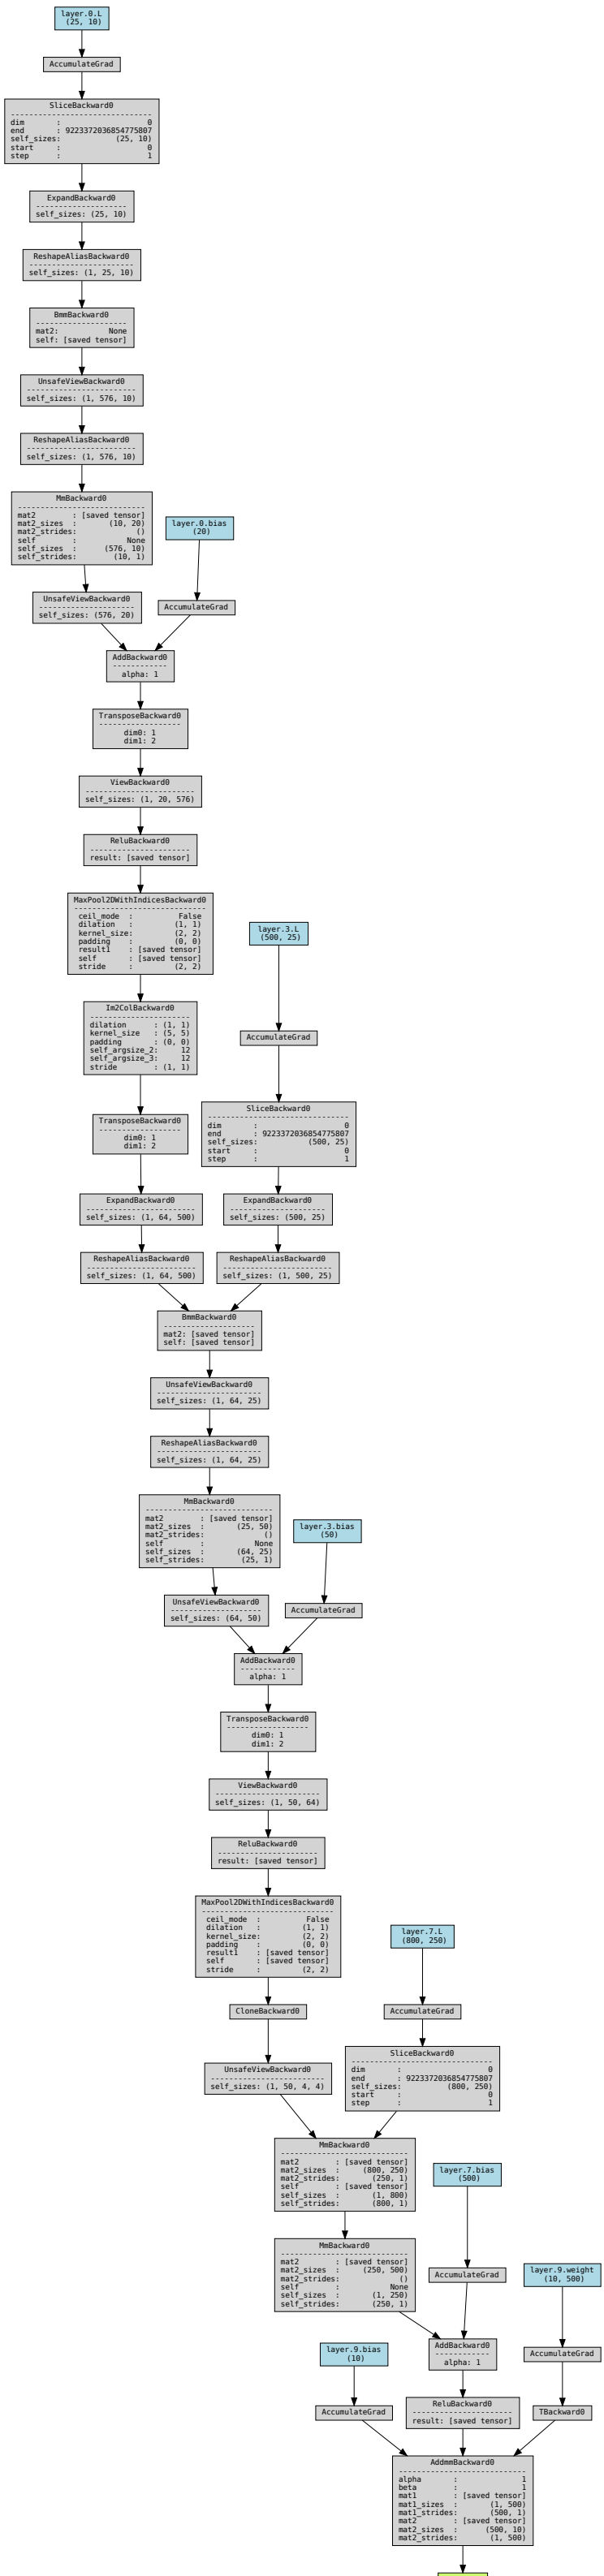 layer.0.L
(25, 10)
AccumulateGrad
SliceBackward0
-----------------------------
dim       :                   0
end       : 9223372036854775807
self_sizes:            (25, 10)
start     :                   0
step      :                   1
ExpandBackward0
--------------------
self_sizes: (25, 10)
ReshapeAliasBackward0
-----------------------
self_sizes: (1, 25, 10)
BmmBackward0
--------------------
mat2:           None
self: [saved tensor]
UnsafeViewBackward0
------------------------
self_sizes: (1, 576, 10)
ReshapeAliasBackward0
------------------------
self_sizes: (1, 576, 10)
MmBackward0
----------------------------
mat2        : [saved tensor]
mat2_sizes  :       (10, 20)
mat2_strides:             ()
self        :           None
self_sizes  :      (576, 10)
self_strides:        (10, 1)
layer.0.bias
(20)
UnsafeViewBackward0
---------------------
self_sizes: (576, 20)
AccumulateGrad
AddBackward0
------------
alpha: 1
TransposeBackward0
------------------
dim0: 1
dim1: 2
ViewBackward0
------------------------
self_sizes: (1, 20, 576)
ReluBackward0
----------------------
result: [saved tensor]
MaxPool2DWithIndicesBackward0
-----------------------------
ceil_mode  :          False
dilation   :         (1, 1)
kernel_size:         (2, 2)
padding    :         (0, 0)
result1    : [saved tensor]
self       : [saved tensor]
stride     :         (2, 2)
layer.3.L
(500, 25)
Im2ColBackward0
----------------------
dilation      : (1, 1)
kernel_size   : (5, 5)
padding       : (0, 0)
self_argsize_2:     12
self_argsize_3:     12
stride        : (1, 1)
AccumulateGrad
TransposeBackward0
------------------
dim0: 1
dim1: 2
SliceBackward0
-------------------------------
dim       :                   0
end       : 9223372036854775807
self_sizes:           (500, 25)
start     :                   0
step      :                   1
ExpandBackward0
------------------------
self_sizes: (1, 64, 500)
ExpandBackward0
---------------------
self_sizes: (500, 25)
ReshapeAliasBackward0
------------------------
self_sizes: (1, 64, 500)
ReshapeAliasBackward0
------------------------
self_sizes: (1, 500, 25)
BmmBackward0
--------------------
mat2: [saved tensor]
self: [saved tensor]
UnsafeViewBackward0
-----------------------
self_sizes: (1, 64, 25)
ReshapeAliasBackward0
-----------------------
self_sizes: (1, 64, 25)
MmBackward0
----------------------------
mat2        : [saved tensor]
mat2_sizes  :       (25, 50)
mat2_strides:             ()
self        :           None
self_sizes  :       (64, 25)
self_strides:        (25, 1)
layer.3.bias
(50)
UnsafeViewBackward0
--------------------
self_sizes: (64, 50)
AccumulateGrad
AddBackward0
------------
alpha: 1
TransposeBackward0
------------------
dim0: 1
dim1: 2
ViewBackward0
-----------------------
self_sizes: (1, 50, 64)
ReluBackward0
----------------------
result: [saved tensor]
MaxPool2DWithIndicesBackward0
-----------------------------
ceil_mode  :          False
dilation   :         (1, 1)
kernel_size:         (2, 2)
padding    :         (0, 0)
result1    : [saved tensor]
self       : [saved tensor]
stride     :         (2, 2)
layer.7.L
(800, 250)
CloneBackward0
AccumulateGrad
UnsafeViewBackward0
-------------------------
self_sizes: (1, 50, 4, 4)
SliceBackward0
-------------------------------
dim       :                   0
end       : 9223372036854775807
self_sizes:          (800, 250)
start     :                   0
step      :                   1
MmBackward0
----------------------------
mat2        : [saved tensor]
mat2_sizes  :     (800, 250)
mat2_strides:       (250, 1)
self        : [saved tensor]
self_sizes  :       (1, 800)
self_strides:       (800, 1)
layer.7.bias
(500)
MmBackward0
----------------------------
mat2        : [saved tensor]
mat2_sizes  :     (250, 500)
mat2_strides:             ()
self        :           None
self_sizes  :       (1, 250)
self_strides:       (250, 1)
AccumulateGrad
layer.9.weight
(10, 500)
layer.9.bias
(10)
AddBackward0
------------
alpha: 1
AccumulateGrad
AccumulateGrad
ReluBackward0
----------------------
result: [saved tensor]
TBackward0
AddmmBackward0
----------------------------
alpha       :              1
beta        :              1
mat1        : [saved tensor]
mat1_sizes  :       (1, 500)
mat1_strides:       (500, 1)
mat2        : [saved tensor]
mat2_sizes  :      (500, 10)
mat2_strides:       (1, 500)